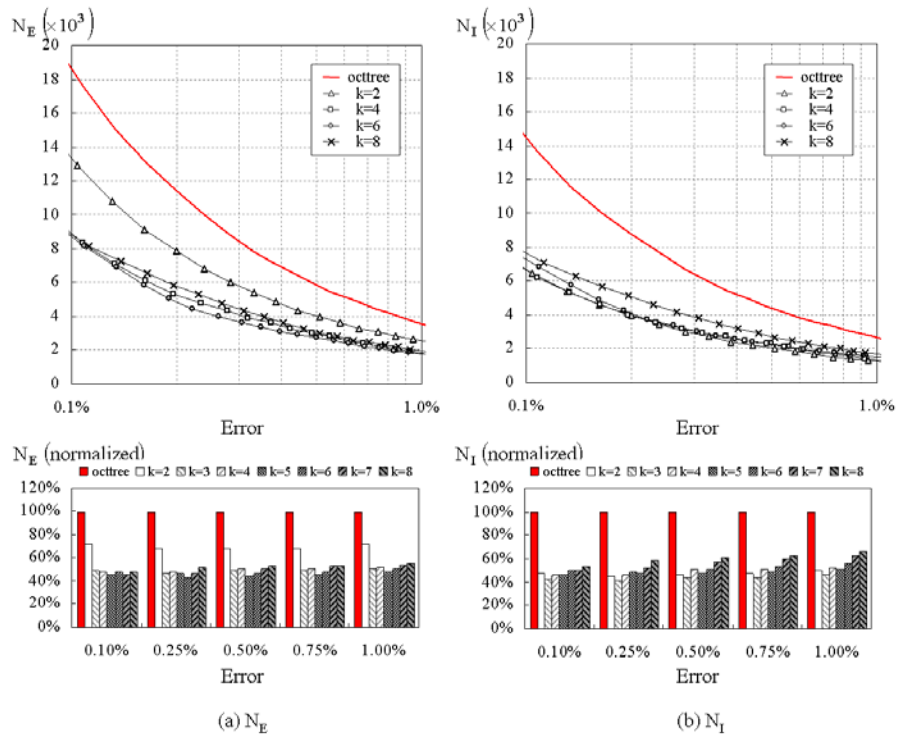 N_E (×10³)
20
18
16
14
12
10
8
6
4
2
0
octtree
k=2
k=4
k=6
k=8
0.1%
1.0%
Error
N_I (×10³)
20
18
16
14
12
10
8
6
4
2
0
octtree
k=2
k=4
k=6
k=8
0.1%
1.0%
Error
N_E (normalized)
octtree k=2 k=3 k=4 k=5 k=6 k=7 k=8
120%
100%
80%
60%
40%
20%
0%
0.10% 0.25% 0.50% 0.75% 1.00%
Error
(a) N_E
N_I (normalized)
octtree k=2 k=3 k=4 k=5 k=6 k=7 k=8
120%
100%
80%
60%
40%
20%
0%
0.10% 0.25% 0.50% 0.75% 1.00%
Error
(b) N_I